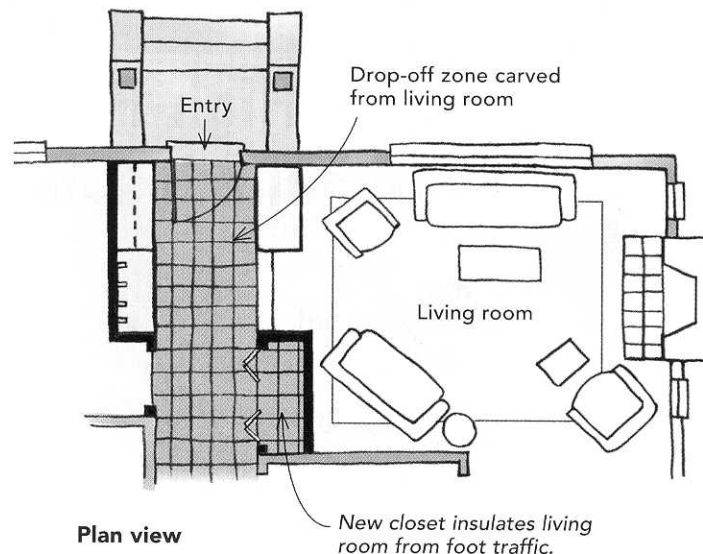 Drop-off zone carved
from living room
Entry
Living room
Plan view
New closet insulates living
room from foot traffic.